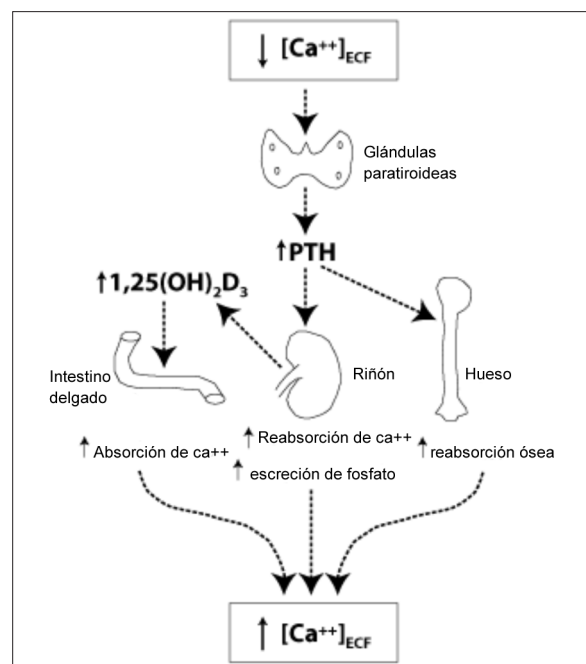 ↓ [Ca++]ECF
Glándulas
paratiroideas
↑PTH
↑1,25(OH)2D3
Intestino
delgado
Riñón
Hueso
↑ Absorción de ca++
↑ Reabsorción de ca++
↑ escreción de fosfato
↑ reabsorción ósea
↑ [Ca++]ECF